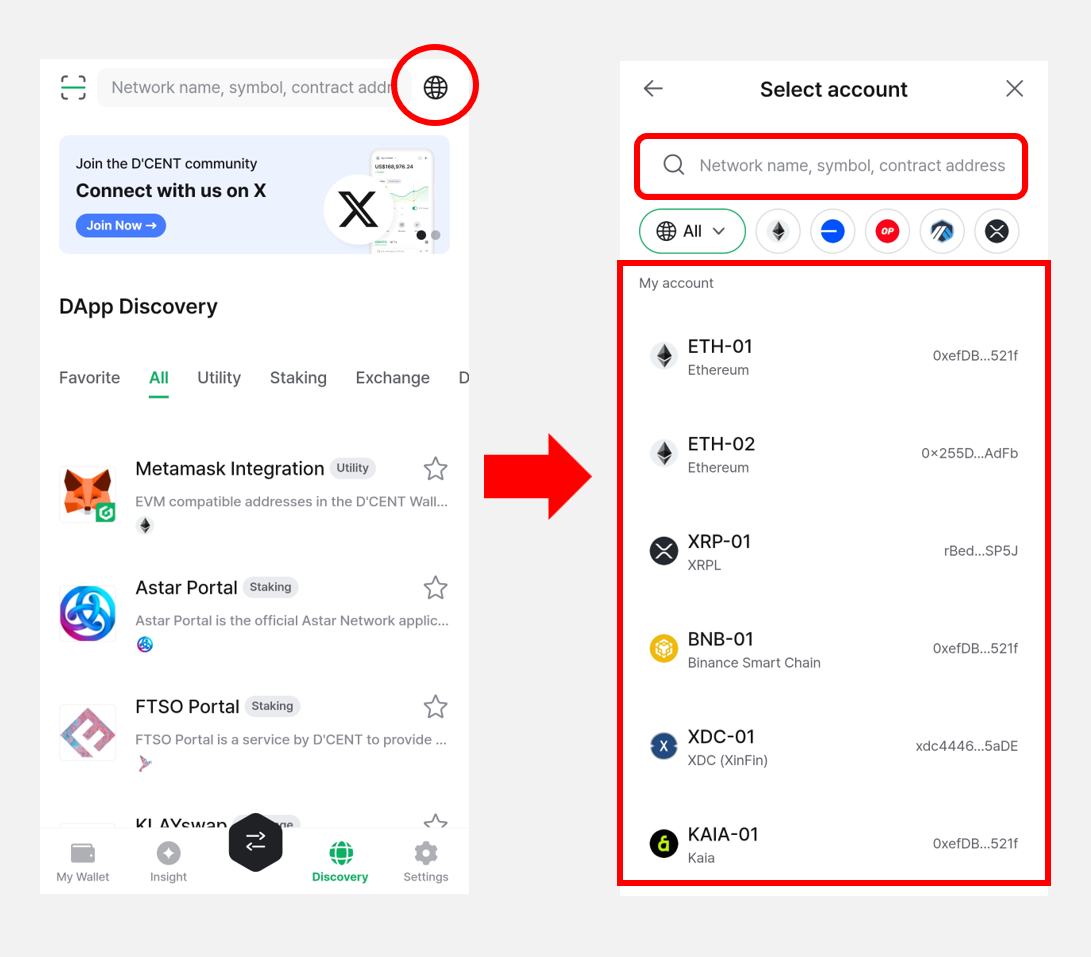 Network name, symbol, contract addr
Join the D'CENT community
Connect with us on X
Join Now →
US$168,976.24
DApp Discovery
Favorite All Utility Staking Exchange D
Metamask Integration Utility
EVM compatible addresses in the D'CENT Wall...
Astar Portal Staking
Astar Portal is the official Astar Network applic...
FTSO Portal Staking
FTSO Portal is a service by D'CENT to provide ...
KLAYswap
My Wallet Insight Discovery Settings
Select account
Network name, symbol, contract address
All OP
My account
ETH-01
Ethereum
0xefDB...521f
ETH-02
Ethereum
0×255D...AdFb
XRP-01
XRPL
rBed...SP5J
BNB-01
Binance Smart Chain
0xefDB...521f
X
XDC-01
XDC (XinFin)
xdc4446...5aDE
KAIA-01
Kaia
0xefDB...521f